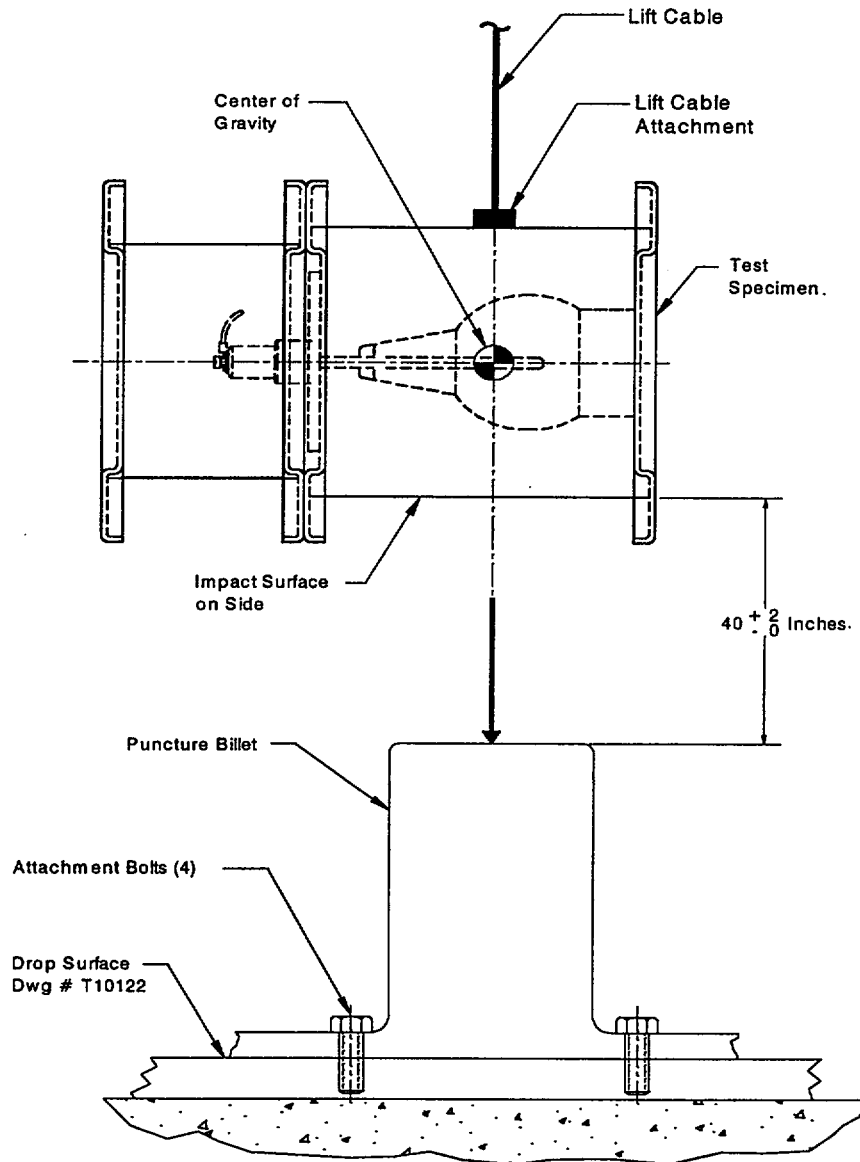 Lift Cable
Center of
Gravity
Lift Cable
Attachment
Test
Specimen.
Impact Surface
on Side
40 + 2 - 0 Inches.
Puncture Billet
Attachment Bolts (4)
Drop Surface
Dwg # T10122